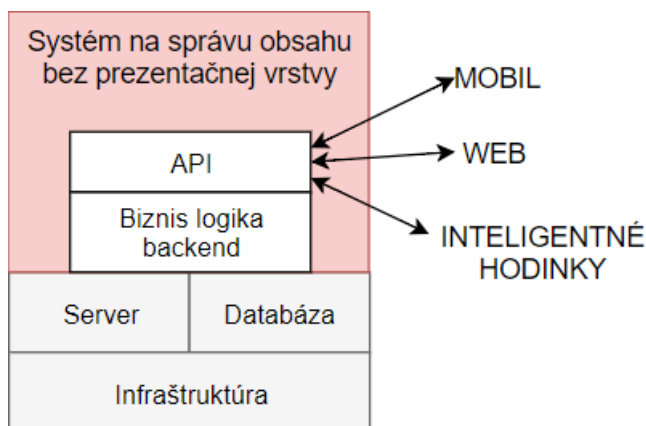 Systém na správu obsahu
bez prezentačnej vrstvy
MOBIL
API
WEB
Biznis logika
backend
INTELIGENTNÉ
HODINKY
Server
Databáza
Infraštruktúra